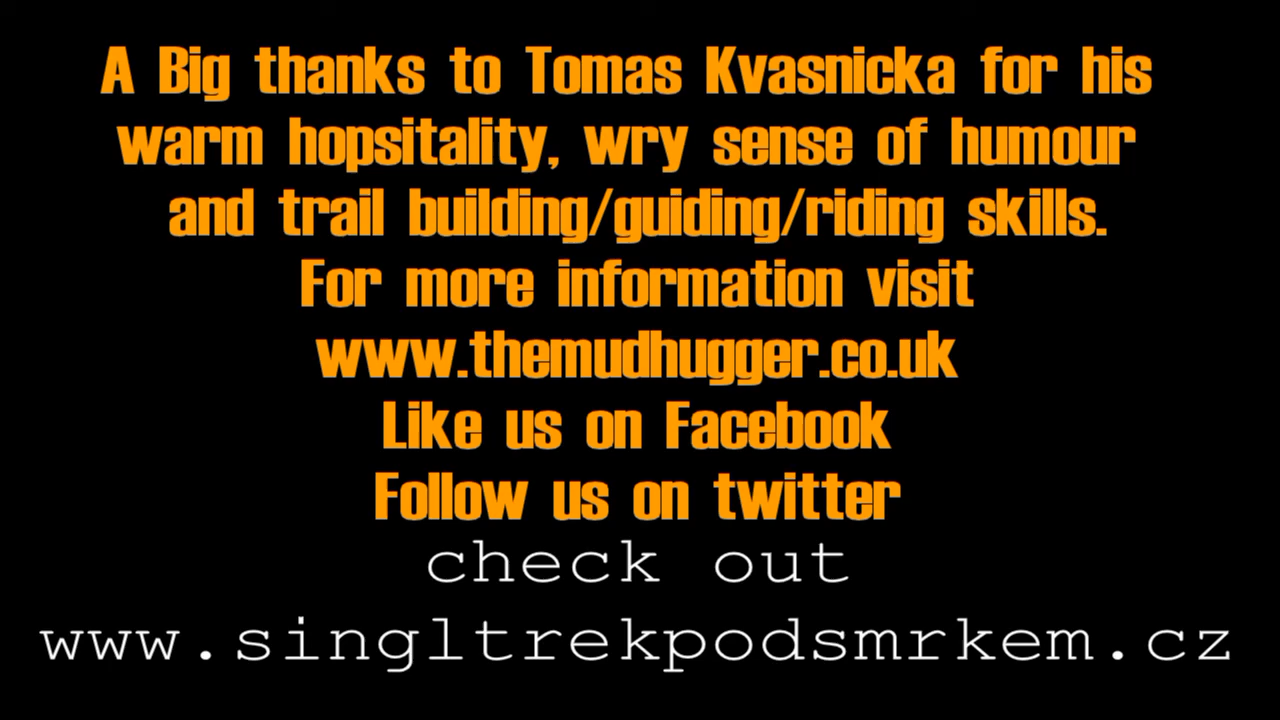 A Big thanks to Tomas Kvasnicka for his
warm hopsitality, wry sense of humour
and trail building/guiding/riding skills.
For more information visit
www.themudhugger.co.uk
Like us on Facebook
Follow us on twitter
check out
www.singltrekpodsmrkem.cz